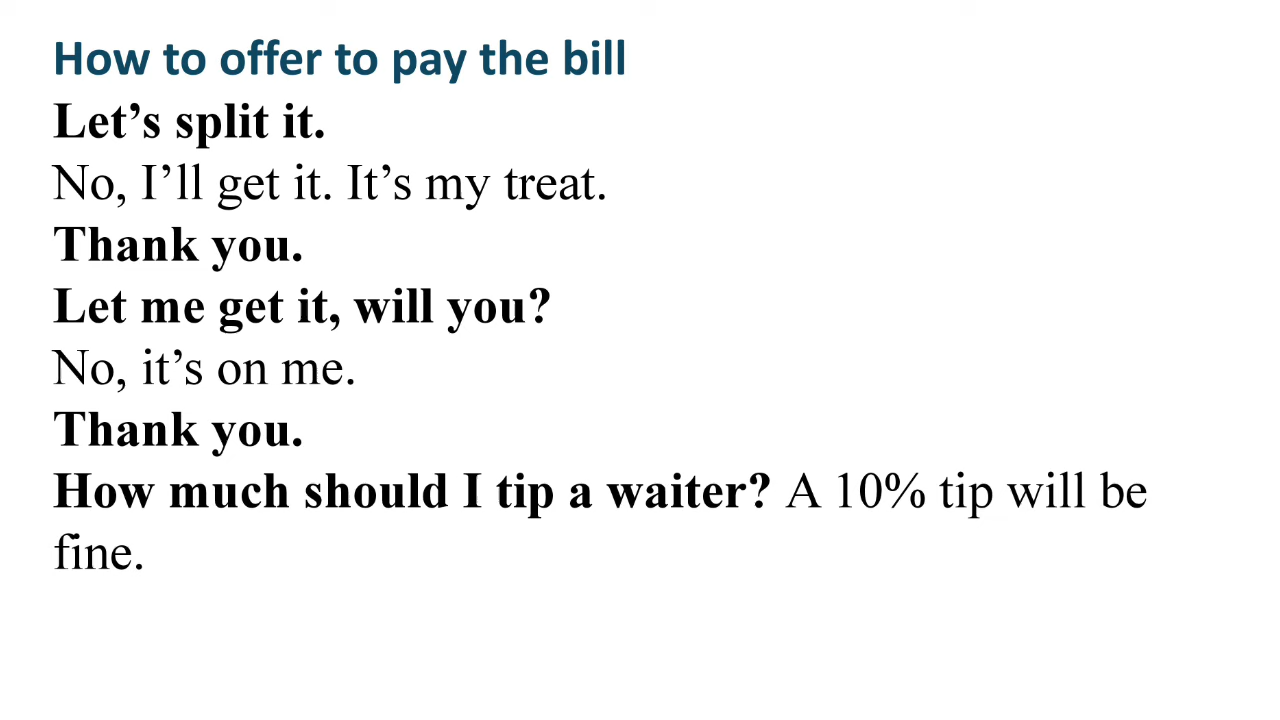 How to offer to pay the bill
Let’s split it.
No, I’ll get it. It’s my treat.
Thank you.
Let me get it, will you?
No, it’s on me.
Thank you.
How much should I tip a waiter? A 10% tip will be
fine.